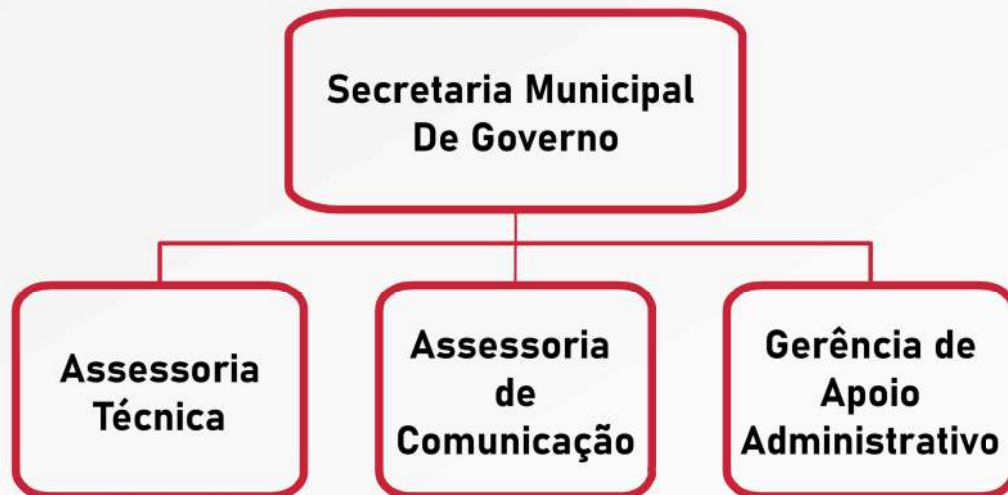 Secretaria Municipal
De Governo
Assessoria
Técnica
Assessoria
de
Comunicação
Gerência de
Apoio
Administrativo